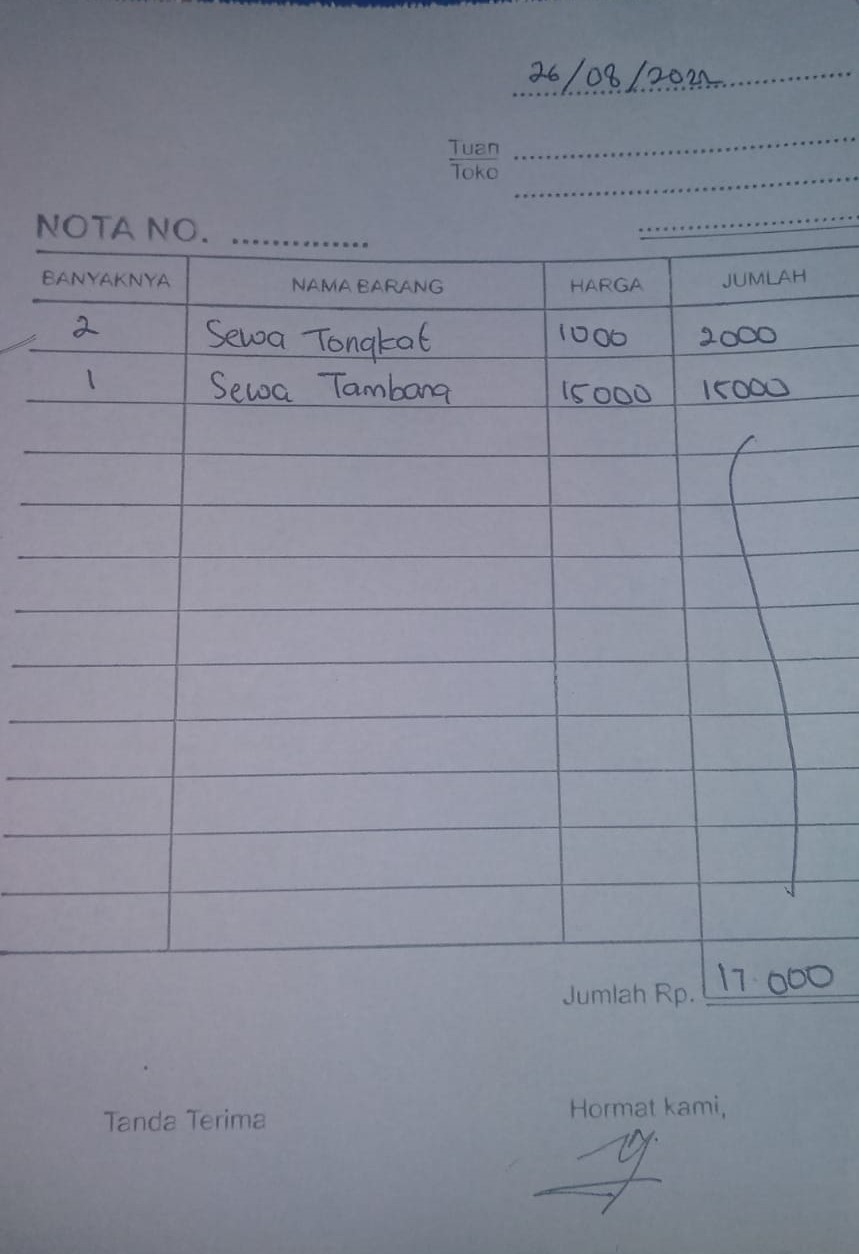 26/08/2022
Tuan
Toko
NOTA NO.
BANYAKNYA NAMA BARANG HARGA JUMLAH
2 Sewa Tongkat 1000 2000
1 Sewa Tambang 15000 15000
Jumlah Rp. 17.000
Tanda Terima Hormat kami,